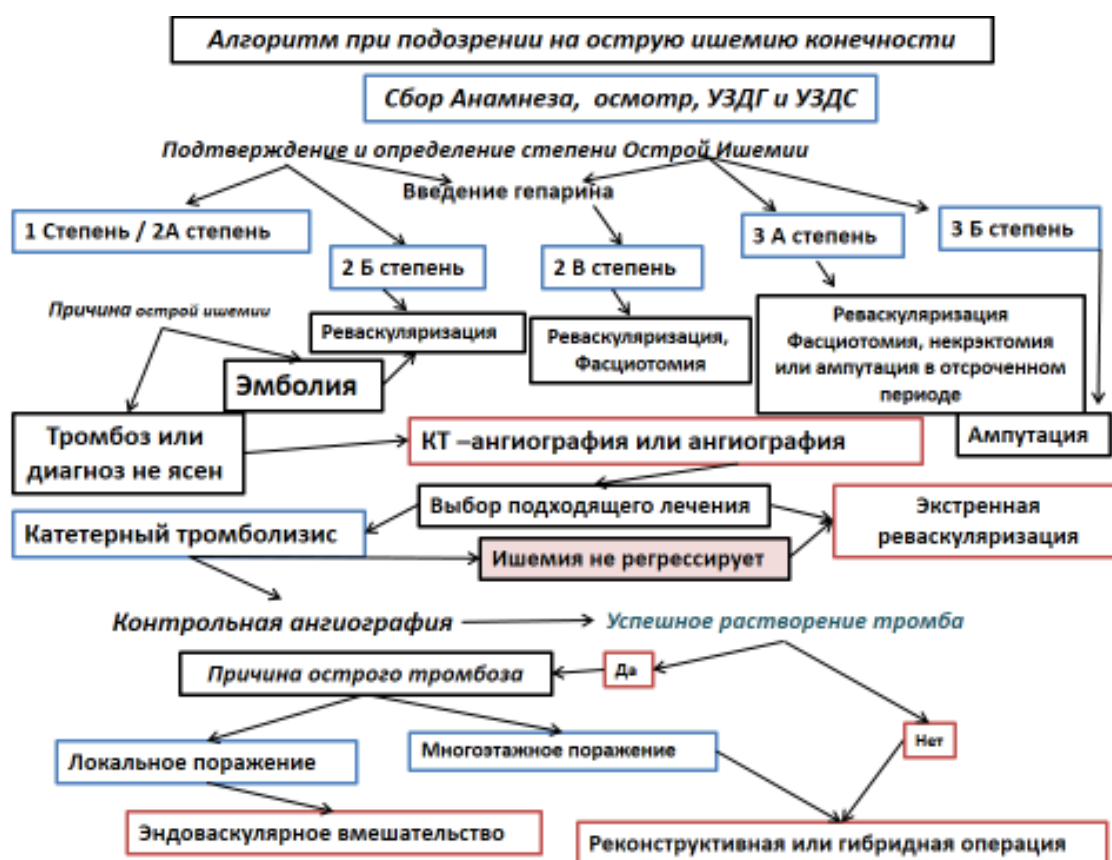 Алгоритм при подозрении на острую ишемию конечности
Сбор Анамнеза, осмотр, УЗДГ и УЗДС
Подтверждение и определение степени Острой Ишемии
Введение гепарина
1 Степень / 2А степень
2 Б степень
2 В степень
3 А степень
3 Б степень
Причина острой ишемии
Реваскуляризация
Реваскуляризация,
Фасциотомия
Реваскуляризация
Фасциотомия, некрэктомия
или ампутация в отсроченном
периоде
Эмболия
Тромбоз или
диагноз не ясен
КТ –ангиография или ангиография
Ампутация
Выбор подходящего лечения
Катетерный тромболизис
Экстренная
реваскуляризация
Ишемия не регрессирует
Контрольная ангиография
Успешное растворение тромба
Причина острого тромбоза
Да
Нет
Локальное поражение
Многоэтажное поражение
Эндоваскулярное вмешательство
Реконструктивная или гибридная операция